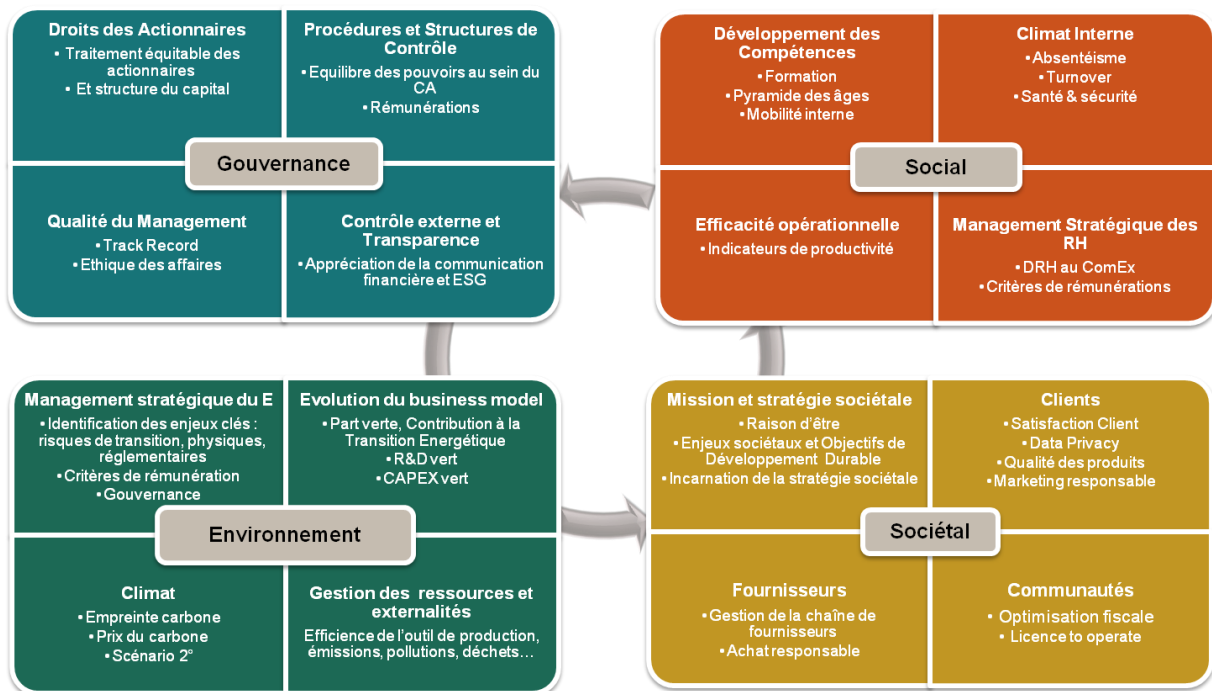 Droits des Actionnaires
▪ Traitement équitable des
actionnaires
▪ Et structure du capital
Procédures et Structures de
Contrôle
▪ Equilibre des pouvoirs au sein du
CA
▪ Rémunérations
Gouvernance
Qualité du Management
▪ Track Record
▪ Ethique des affaires
Contrôle externe et
Transparence
▪ Appréciation de la communication
financière et ESG
Développement des
Compétences
▪ Formation
▪ Pyramide des âges
▪ Mobilité interne
Climat Interne
▪ Absentéisme
▪ Turnover
▪ Santé & sécurité
Social
Efficacité opérationnelle
▪ Indicateurs de productivité
Management Stratégique des
RH
▪ DRH au ComEx
▪ Critères de rémunérations
Management stratégique du E
▪ Identification des enjeux clés :
risques de transition, physiques,
réglementaires
▪ Critères de rémunération
▪ Gouvernance
Evolution du business model
▪ Part verte, Contribution à la
Transition Energétique
▪ R&D vert
▪ CAPEX vert
Environnement
Climat
▪ Empreinte carbone
▪ Prix du carbone
▪ Scénario 2°
Gestion des ressources et
externalités
Efficience de l'outil de production,
émissions, pollutions, déchets…
Mission et stratégie sociétale
▪ Raison d'être
▪ Enjeux sociétaux et Objectifs de
Développement Durable
▪ Incarnation de la stratégie sociétale
Clients
▪ Satisfaction Client
▪ Data Privacy
▪ Qualité des produits
▪ Marketing responsable
Sociétal
Fournisseurs
▪ Gestion de la chaîne de
fournisseurs
▪ Achat responsable
Communautés
▪ Optimisation fiscale
▪ Licence to operate